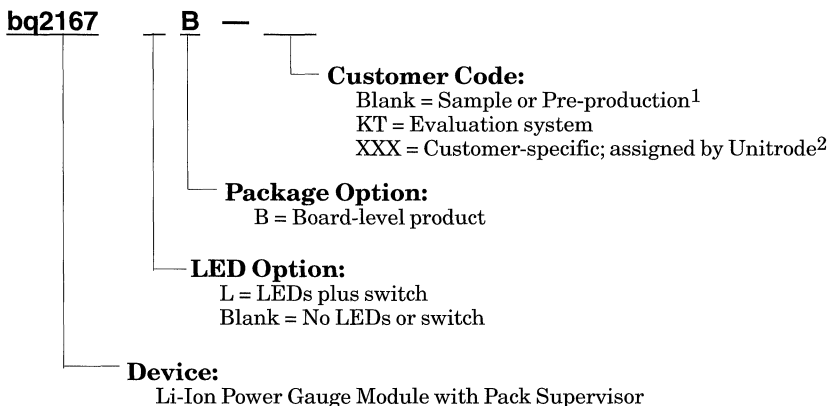 bq2167 _ B — ___
Customer Code:
Blank = Sample or Pre-production1
KT = Evaluation system
XXX = Customer-specific; assigned by Unitrode2
Package Option:
B = Board-level product
LED Option:
L = LEDs plus switch
Blank = No LEDs or switch
Device:
Li-Ion Power Gauge Module with Pack Supervisor